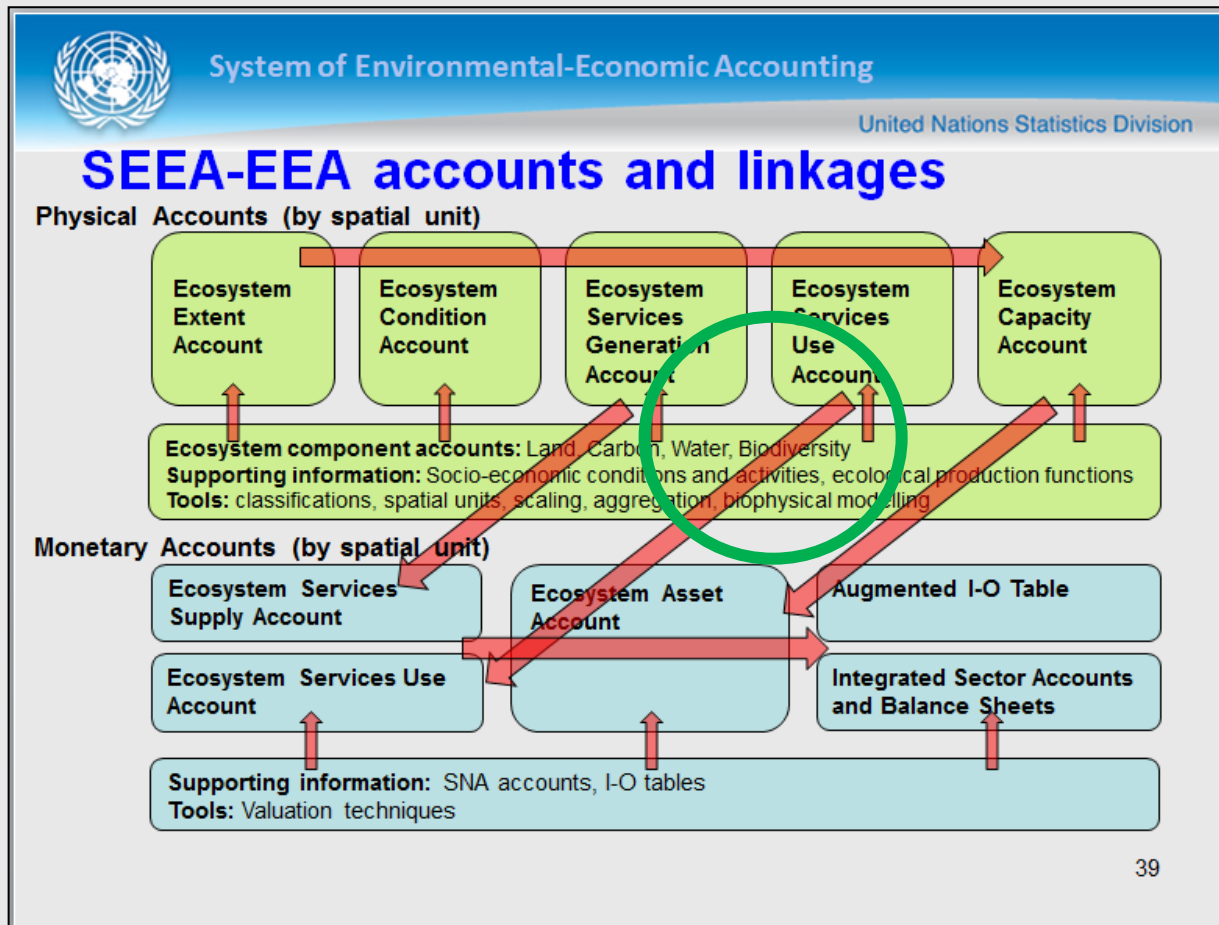 System of Environmental-Economic Accounting
United Nations Statistics Division
SEEA-EEA accounts and linkages
Physical Accounts (by spatial unit)
Ecosystem
Extent
Account
Ecosystem
Condition
Account
Ecosystem
Services
Generation
Account
Ecosystem
Services
Use
Account
Ecosystem
Capacity
Account
Ecosystem component accounts: Land, Carbon, Water, Biodiversity
Supporting information: Socio-economic conditions and activities, ecological production functions
Tools: classifications, spatial units, scaling, aggregation, biophysical modelling
Monetary Accounts (by spatial unit)
Ecosystem Services
Supply Account
Ecosystem Asset
Account
Augmented I-O Table
Ecosystem Services Use
Account
Integrated Sector Accounts
and Balance Sheets
Supporting information: SNA accounts, I-O tables
Tools: Valuation techniques
39